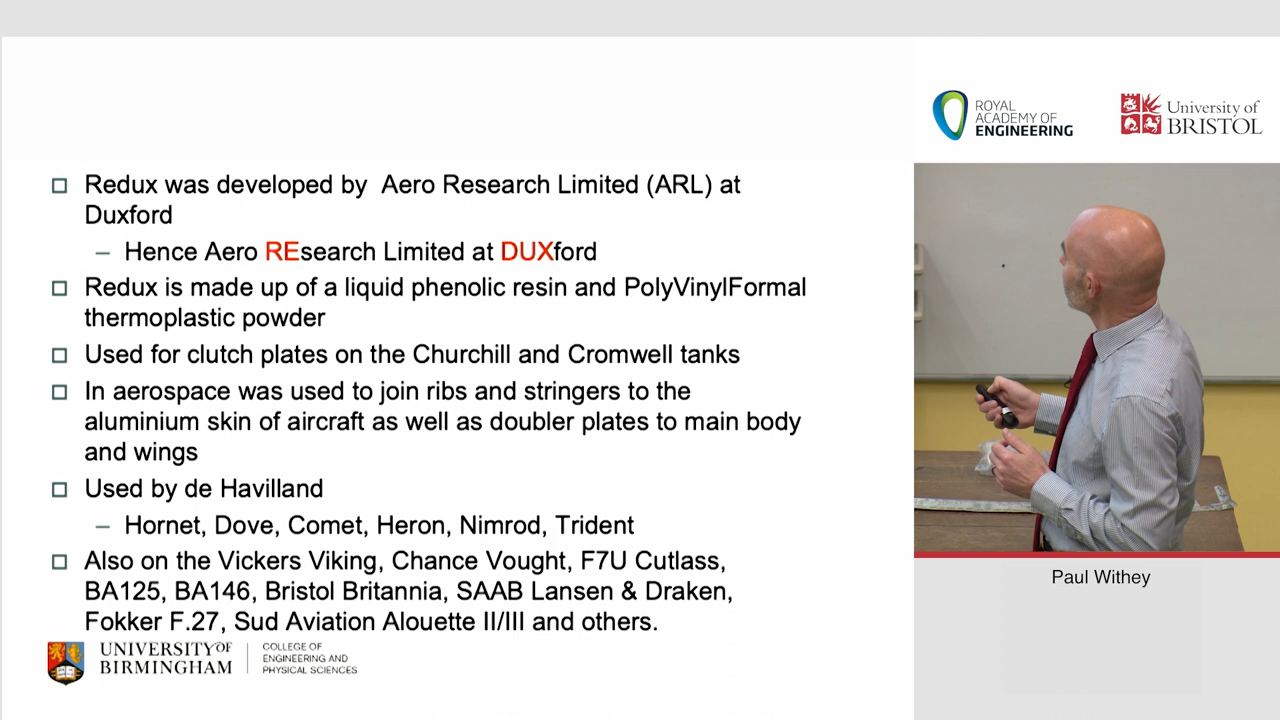 Redux was developed by Aero Research Limited (ARL) at
Duxford
– Hence Aero REsearch Limited at DUXford
Redux is made up of a liquid phenolic resin and PolyVinylFormal
thermoplastic powder
Used for clutch plates on the Churchill and Cromwell tanks
In aerospace was used to join ribs and stringers to the
aluminium skin of aircraft as well as doubler plates to main body
and wings
Used by de Havilland
– Hornet, Dove, Comet, Heron, Nimrod, Trident
Also on the Vickers Viking, Chance Vought, F7U Cutlass,
BA125, BA146, Bristol Britannia, SAAB Lansen & Draken,
Fokker F.27, Sud Aviation Alouette II/III and others.
UNIVERSITY OF
BIRMINGHAM
COLLEGE OF
ENGINEERING AND
PHYSICAL SCIENCES
ROYAL
ACADEMY OF
ENGINEERING
University of
BRISTOL
Paul Withey